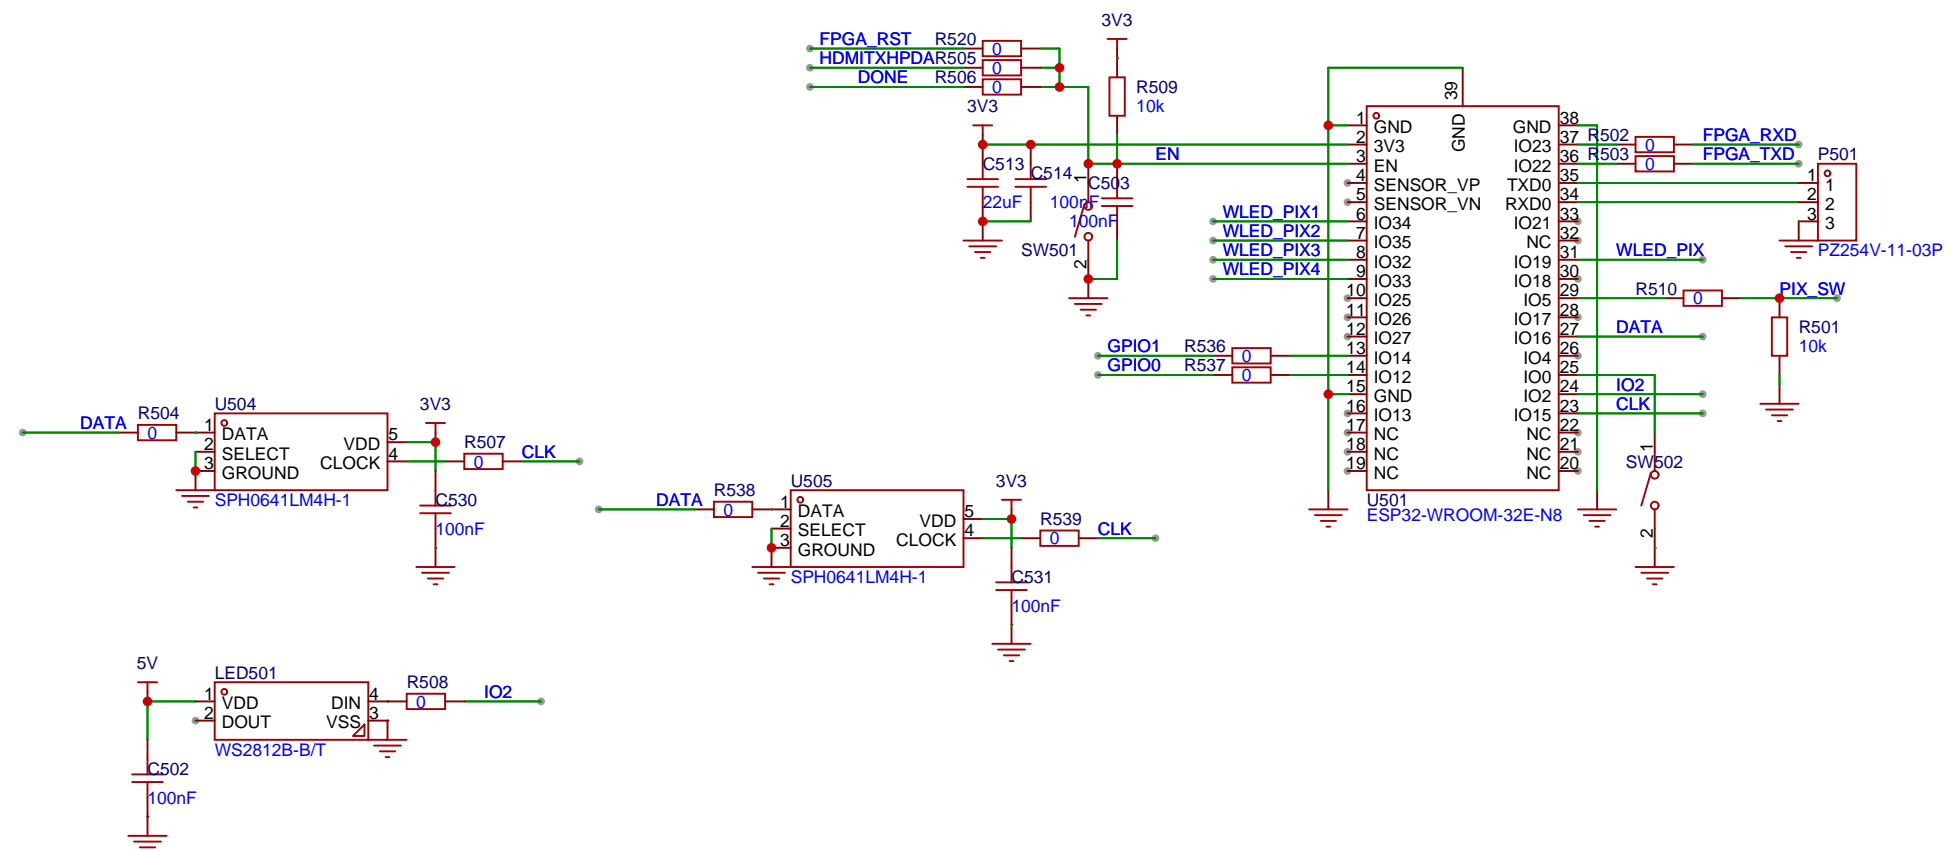 3V3
FPGA_RST R520 0
HDMITXHPDA R505 0
DONE R506 0
R509
10k
3V3
C513
22uF
C514
100nF
C503
100nF
EN
SW501
1
2
39
GND
1 GND
2 3V3
3 EN
4 SENSOR_VP
5 SENSOR_VN
WLED_PIX1 6 IO34
WLED_PIX2 7 IO35
WLED_PIX3 8 IO32
WLED_PIX4 9 IO33
10 IO25
11 IO26
12 IO27
GPIO1 R536 0 13 IO14
GPIO0 R537 0 14 IO12
15 GND
16 IO13
17 NC
18 NC
19 NC
GND 38
IO23 37 R502 0 FPGA_RXD
IO22 36 R503 0 FPGA_TXD
TXD0 35
RXD0 34
IO21 33
NC 32
IO19 31 WLED_PIX
IO18 30
IO5 29 R510 0 PIX_SW
IO17 28
IO16 27 DATA
IO4 26
IO0 25
IO2 24 IO2
IO15 23 CLK
NC 22
NC 21
NC 20
U501
ESP32-WROOM-32E-N8
P501
1 1
2 2
3 3
PZ254V-11-03P
R501
10k
1
SW502
2
DATA R504 0
U504
1 DATA
2 SELECT
3 GROUND
VDD 5
CLOCK 4
SPH0641LM4H-1
3V3
R507 0 CLK
C530
100nF
DATA R538 0
U505
1 DATA
2 SELECT
3 GROUND
VDD 5
CLOCK 4
SPH0641LM4H-1
3V3
R539 0 CLK
C531
100nF
5V
LED501
1 VDD
2 DOUT
DIN 4
VSS 3
WS2812B-B/T
R508 0 IO2
C502
100nF